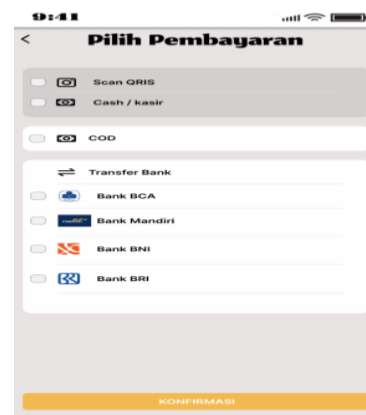 9:41
< Pilih Pembayaran
Scan QRIS
Cash / kasir
COD
Transfer Bank
Bank BCA
Bank Mandiri
Bank BNI
Bank BRI
KONFIRMASI